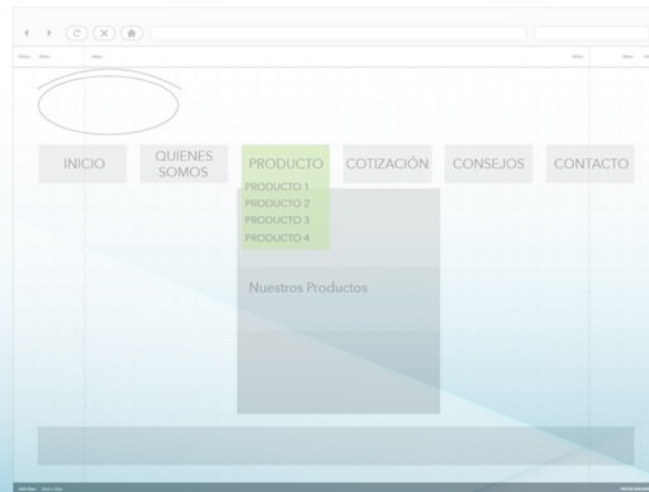 INICIO
QUIENES
SOMOS
PRODUCTO
COTIZACIÓN
CONSEJOS
CONTACTO
PRODUCTO 1
PRODUCTO 2
PRODUCTO 3
PRODUCTO 4
Nuestros Productos